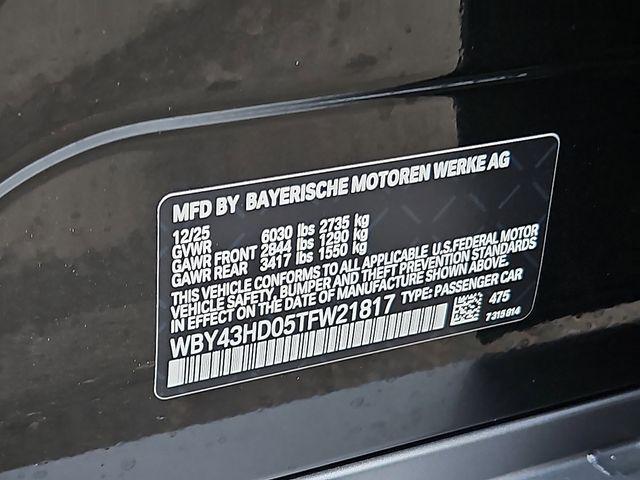 MFD BY BAYERISCHE MOTOREN WERKE AG
12/25
GVWR 6030 lbs 2735 kg
GAWR FRONT 2844 lbs 1290 kg
GAWR REAR 3417 lbs 1550 kg
THIS VEHICLE CONFORMS TO ALL APPLICABLE U.S.FEDERAL MOTOR
VEHICLE SAFETY, BUMPER AND THEFT PREVENTION STANDARDS
IN EFFECT ON THE DATE OF MANUFACTURE SHOWN ABOVE.
WBY43HD05TFW21817 TYPE: PASSENGER CAR
475
7315914